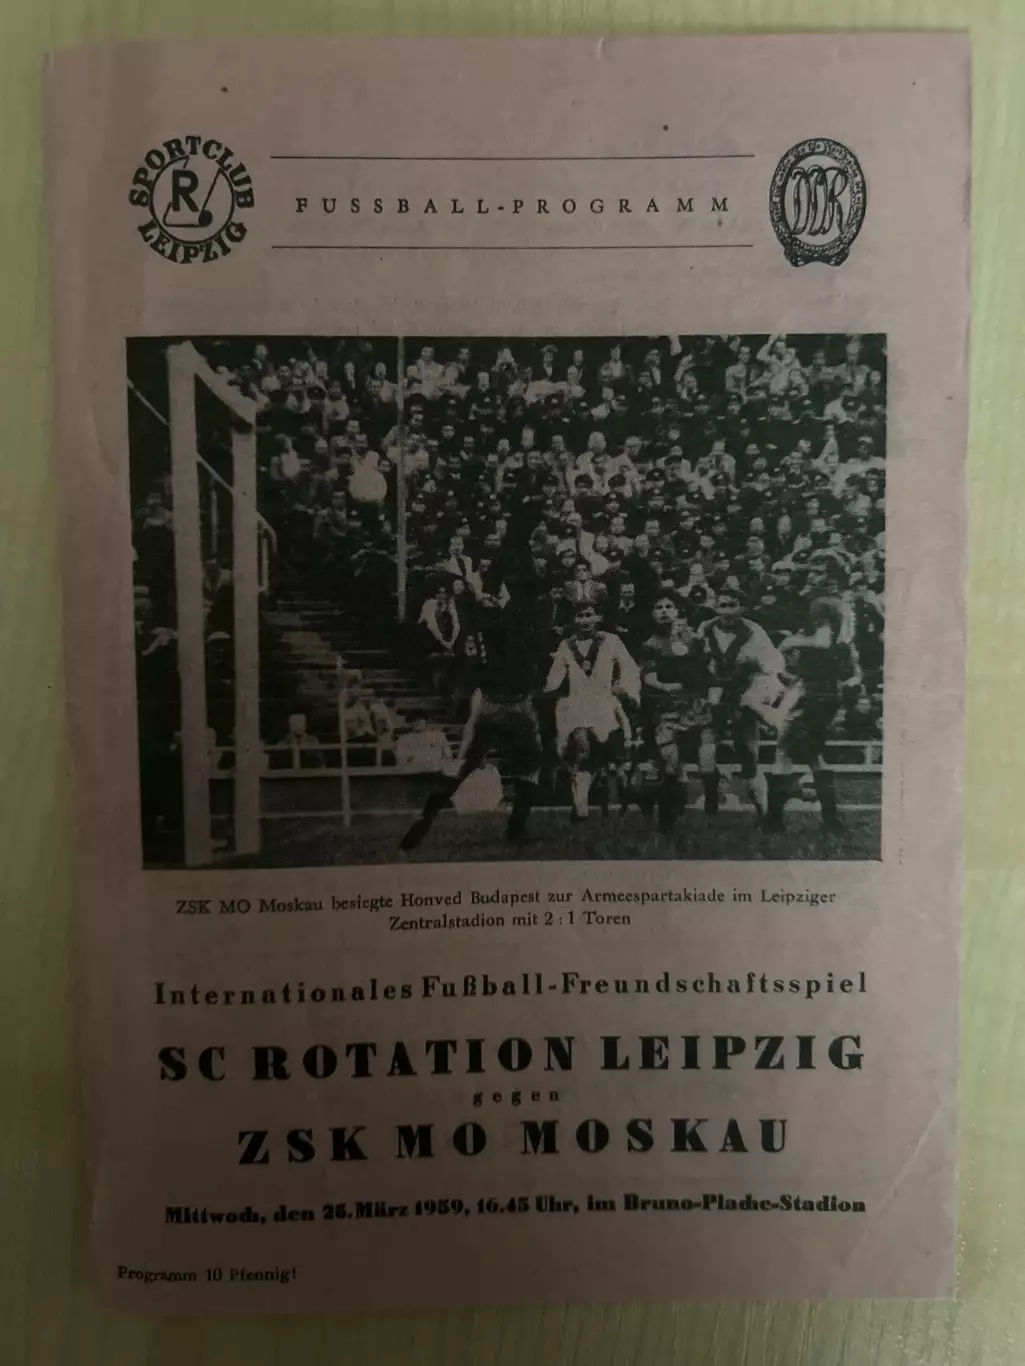 SPORTCLUB
R
LEIPZIG
FUSSBALL-PROGRAMM
DDR
ZSK MO Moskau besiegte Honved Budapest zur Armeespartakiade im Leipziger
Zentralstadion mit 2 : 1 Toren
Internationales Fußball-Freundschaftsspiel
SC ROTATION LEIPZIG
gegen
ZSK MO MOSKAU
Mittwoch, den 25. März 1959, 16.45 Uhr, im Bruno-Plache-Stadion
Programm 10 Pfennig!